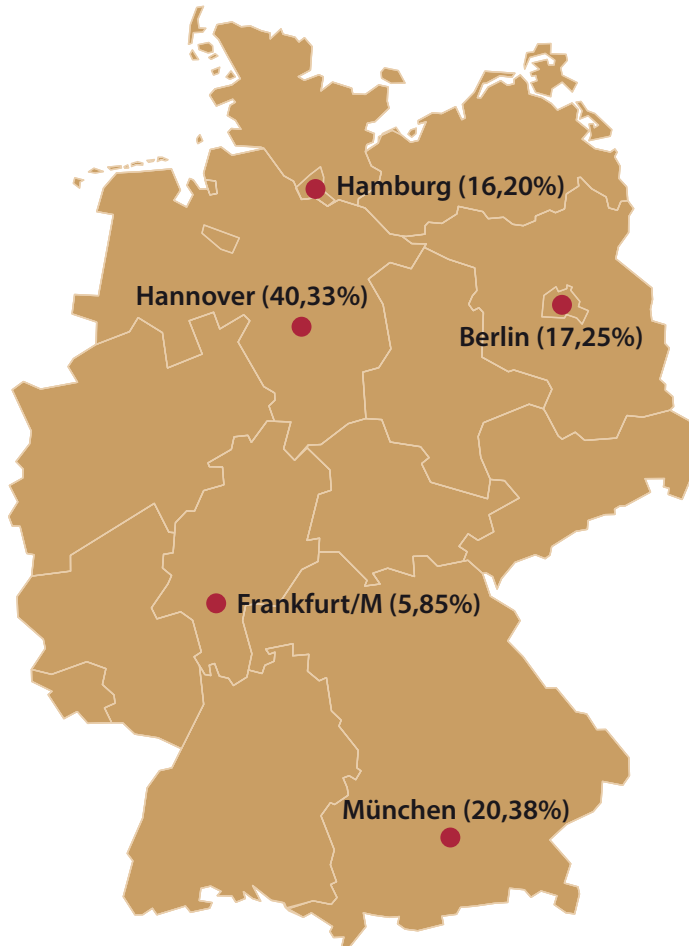 Hamburg (16,20%)
Hannover (40,33%)
Berlin (17,25%)
Frankfurt/M (5,85%)
München (20,38%)